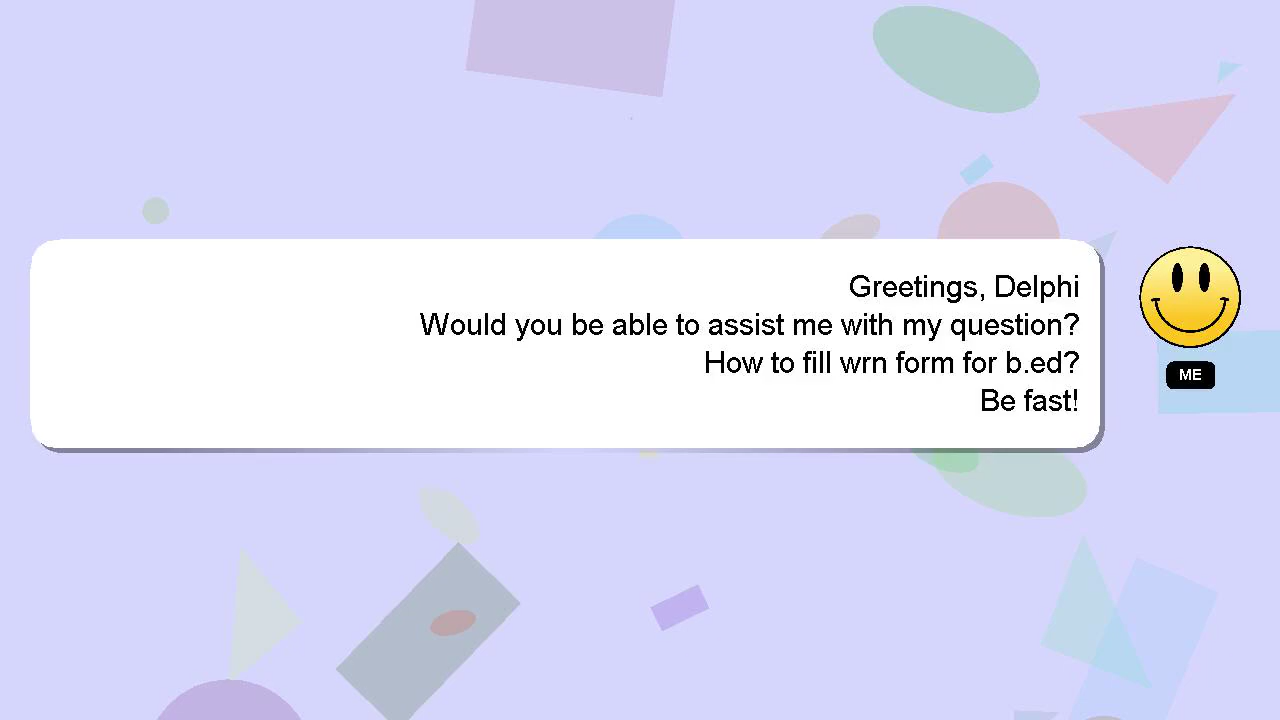 Greetings, Delphi
Would you be able to assist me with my question?
How to fill wrn form for b.ed?
Be fast!
ME